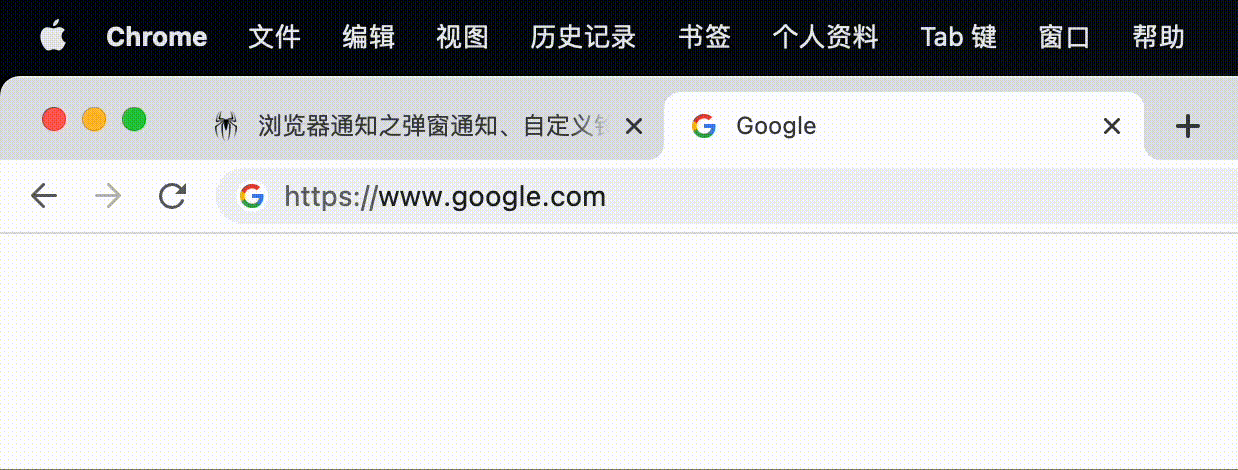 Chrome 文件 编辑 视图 历史记录 书签 个人资料 Tab 键 窗口 帮助
浏览器通知之弹窗通知、自定义 Google
https://www.google.com